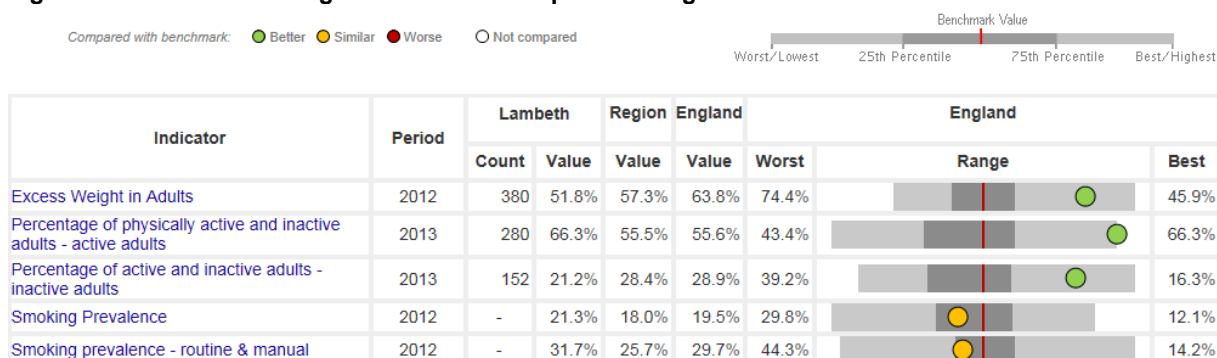 Compared with benchmark: Better Similar Worse Not compared
Benchmark Value
Worst/Lowest 25th Percentile 75th Percentile Best/Highest
Indicator Period Lambeth Region England England
Count Value Value Value Worst Range Best
Excess Weight in Adults 2012 380 51.8% 57.3% 63.8% 74.4% 45.9%
Percentage of physically active and inactive
adults - active adults 2013 280 66.3% 55.5% 55.6% 43.4% 66.3%
Percentage of active and inactive adults -
inactive adults 2013 152 21.2% 28.4% 28.9% 39.2% 16.3%
Smoking Prevalence 2012 - 21.3% 18.0% 19.5% 29.8% 12.1%
Smoking prevalence - routine & manual 2012 - 31.7% 25.7% 29.7% 44.3% 14.2%